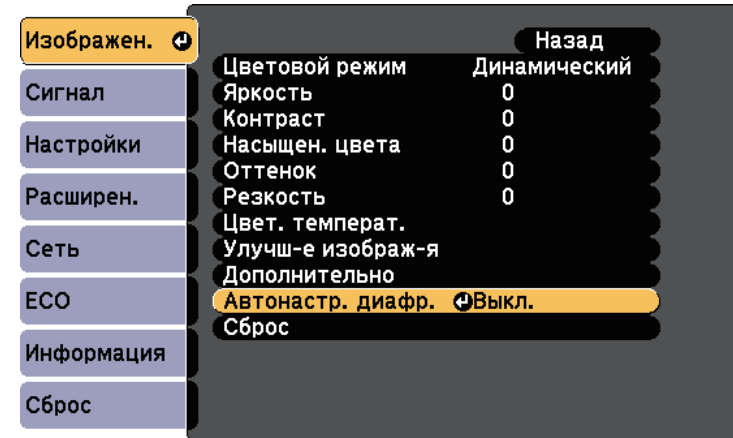 Изображен.
Сигнал
Настройки
Расширен.
Сеть
ECO
Информация
Сброс
Назад
Цветовой режим Динамический
Яркость 0
Контраст 0
Насыщен. цвета 0
Оттенок 0
Резкость 0
Цвет. температ.
Улучш-е изображ-я
Дополнительно
Автонастр. диафр. Выкл.
Сброс